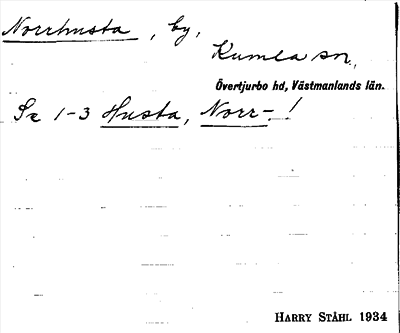 Norrhusta, by,
Kumla sn,
Övertjurbo hd, Västmanlands län.
Se 1-3 Husta, Norr-!
HARRY STÅHL 1934